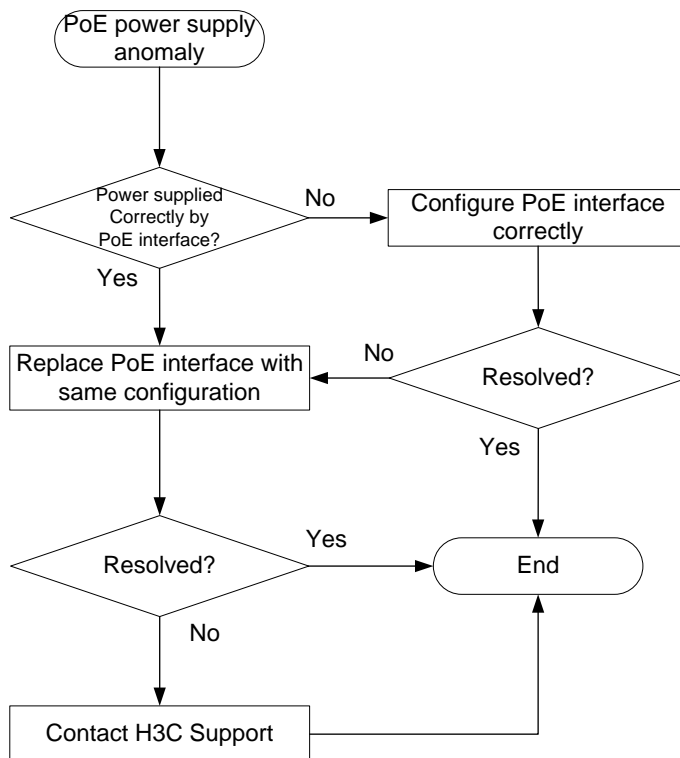 PoE power supply
anomaly
Power supplied
Correctly by
PoE interface?
No
Configure PoE interface
correctly
Yes
Replace PoE interface with
same configuration
No
Resolved?
Yes
Resolved?
Yes
End
No
Contact H3C Support